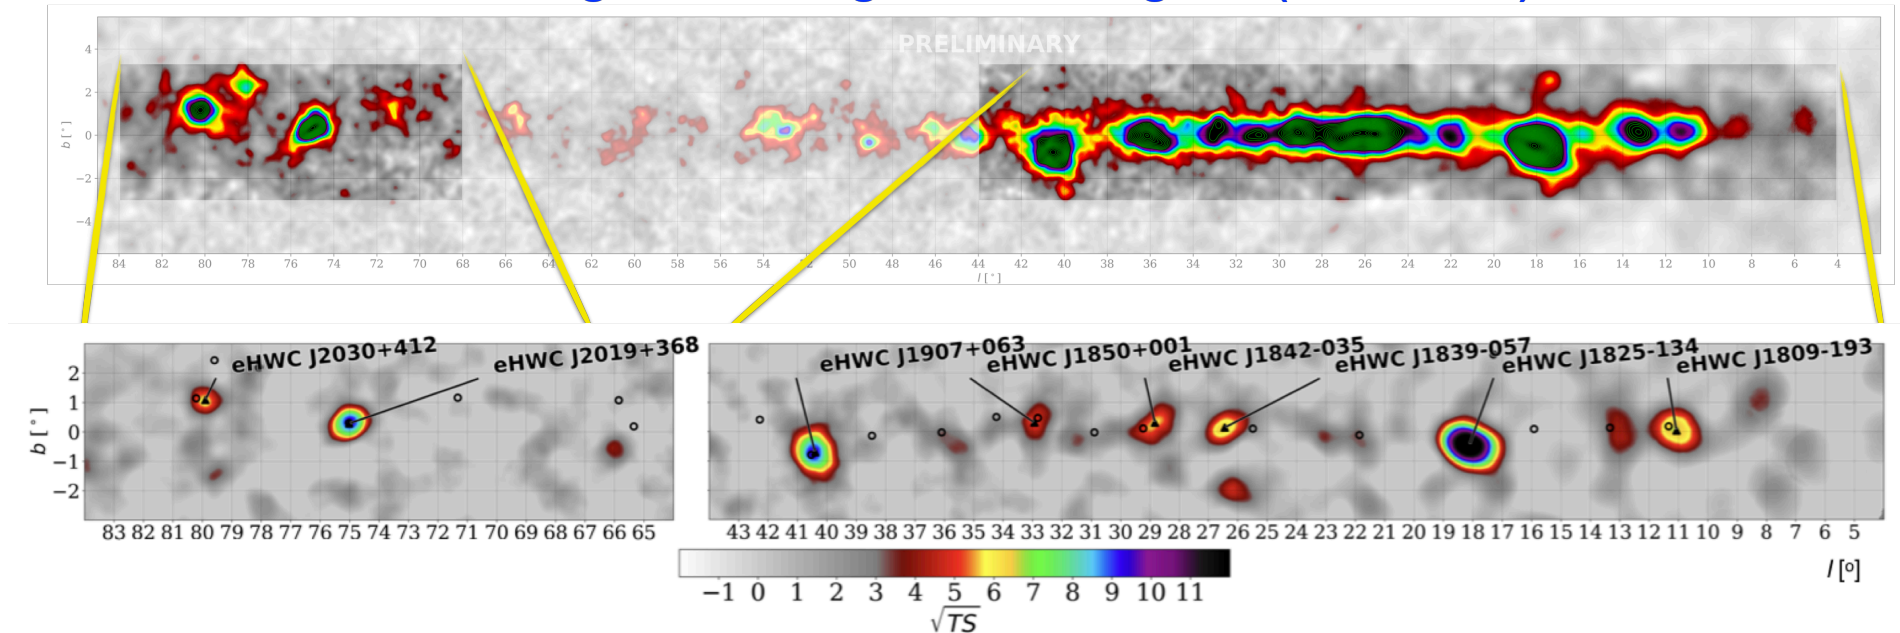 PRELIMINARY
4
2
0
−2
−4
b [°]
84 82 80 76 74 72 70 68 66 64 62 60 58 56 54 52 50 48 46 44 42 40 38 36 34 32 30 28 26 24 22 20 18 16 14 12 10 8 6 4
l [°]
eHWC J2030+412
eHWC J2019+368
eHWC J1907+063
eHWC J1850+001
eHWC J1842-035
eHWC J1839-057
eHWC J1825-134
eHWC J1809-193
2
1
0
−1
−2
b [°]
83 82 81 80 79 78 77 76 75 74 73 72 71 70 69 68 67 66 65
43 42 41 40 39 38 37 36 35 34 33 32 31 30 29 28 27 26 25 24 23 22 21 20 19 18 17 16 15 14 13 12 11 10 9 8 7 6 5
l [º]
−1 0 1 2 3 4 5 6 7 8 9 10 11
√TS